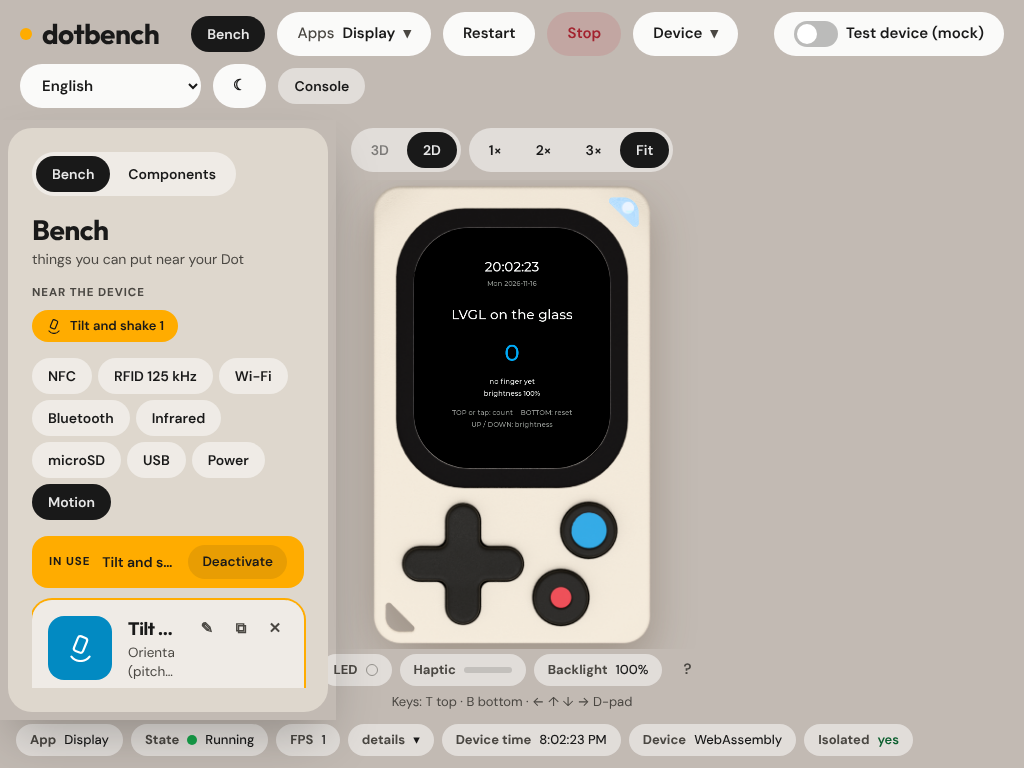 dotbench Bench Apps Display ▾ Restart Stop Device ▾ Test device (mock)
English Console
Bench Components
3D 2D 1× 2× 3× Fit
Bench
things you can put near your Dot
NEAR THE DEVICE
Tilt and shake 1
NFC RFID 125 kHz Wi-Fi
Bluetooth Infrared
microSD USB Power
Motion
IN USE Tilt and s... Deactivate
Tilt ...
Orienta
(pitch...
20:02:23
Mon 2026-11-16
LVGL on the glass
0
no finger yet
brightness 100%
TOP or tap: count BOTTOM: reset
UP / DOWN: brightness
LED Haptic Backlight 100% ?
Keys: T top · B bottom · ← ↑ ↓ → D-pad
App Display State Running FPS 1 details ▾ Device time 8:02:23 PM Device WebAssembly Isolated yes